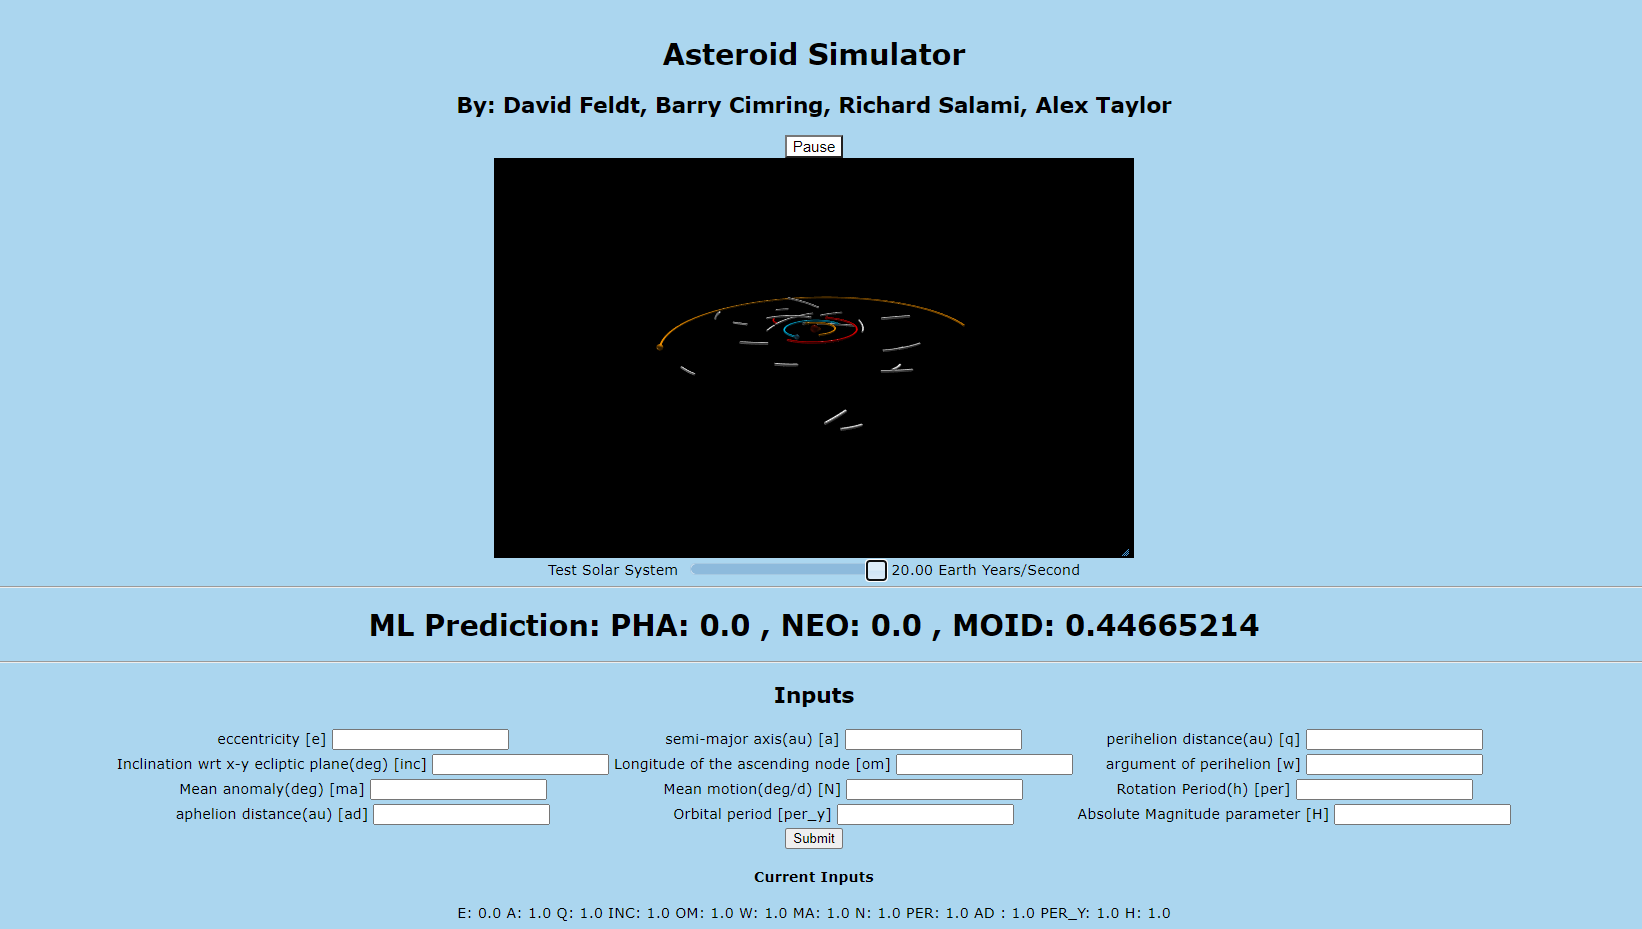 Asteroid Simulator
By: David Feldt, Barry Cimring, Richard Salami, Alex Taylor
Pause
Test Solar System 20.00 Earth Years/Second
ML Prediction: PHA: 0.0 , NEO: 0.0 , MOID: 0.44665214
Inputs
eccentricity [e] semi-major axis(au) [a] perihelion distance(au) [q]
Inclination wrt x-y ecliptic plane(deg) [inc] Longitude of the ascending node [om] argument of perihelion [w]
Mean anomaly(deg) [ma] Mean motion(deg/d) [N] Rotation Period(h) [per]
aphelion distance(au) [ad] Orbital period [per_y] Absolute Magnitude parameter [H]
Submit
Current Inputs
E: 0.0 A: 1.0 Q: 1.0 INC: 1.0 OM: 1.0 W: 1.0 MA: 1.0 N: 1.0 PER: 1.0 AD : 1.0 PER_Y: 1.0 H: 1.0